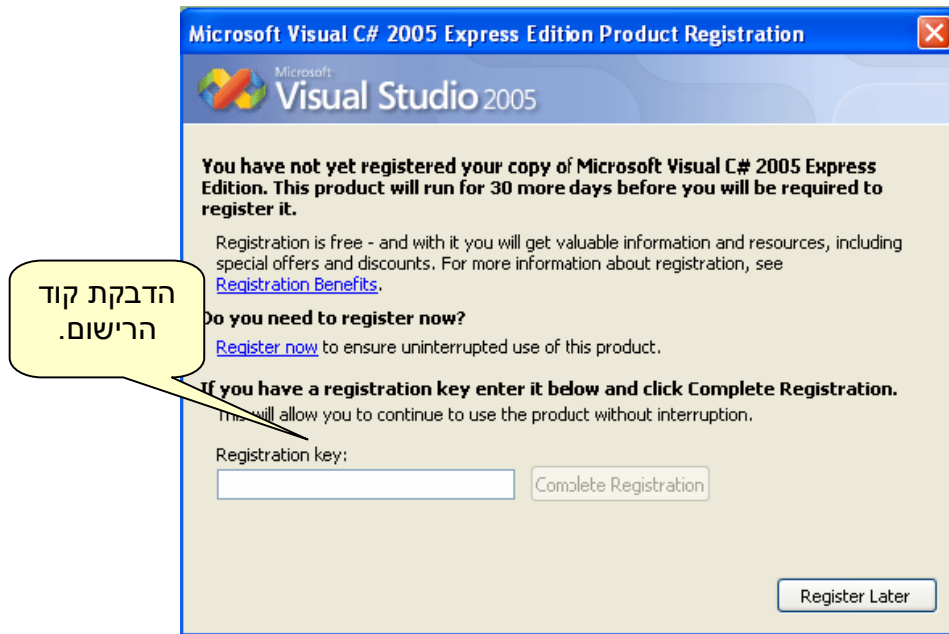 Microsoft Visual C# 2005 Express Edition Product Registration
Microsoft
Visual Studio 2005
You have not yet registered your copy of Microsoft Visual C# 2005 Express
Edition. This product will run for 30 more days before you will be required to
register it.
Registration is free - and with it you will get valuable information and resources, including
special offers and discounts. For more information about registration, see
Registration Benefits.
הדבקת קוד
הרישום.
Do you need to register now?
Register now to ensure uninterrupted use of this product.
If you have a registration key enter it below and click Complete Registration.
This will allow you to continue to use the product without interruption.
Registration key:
Complete Registration
Register Later